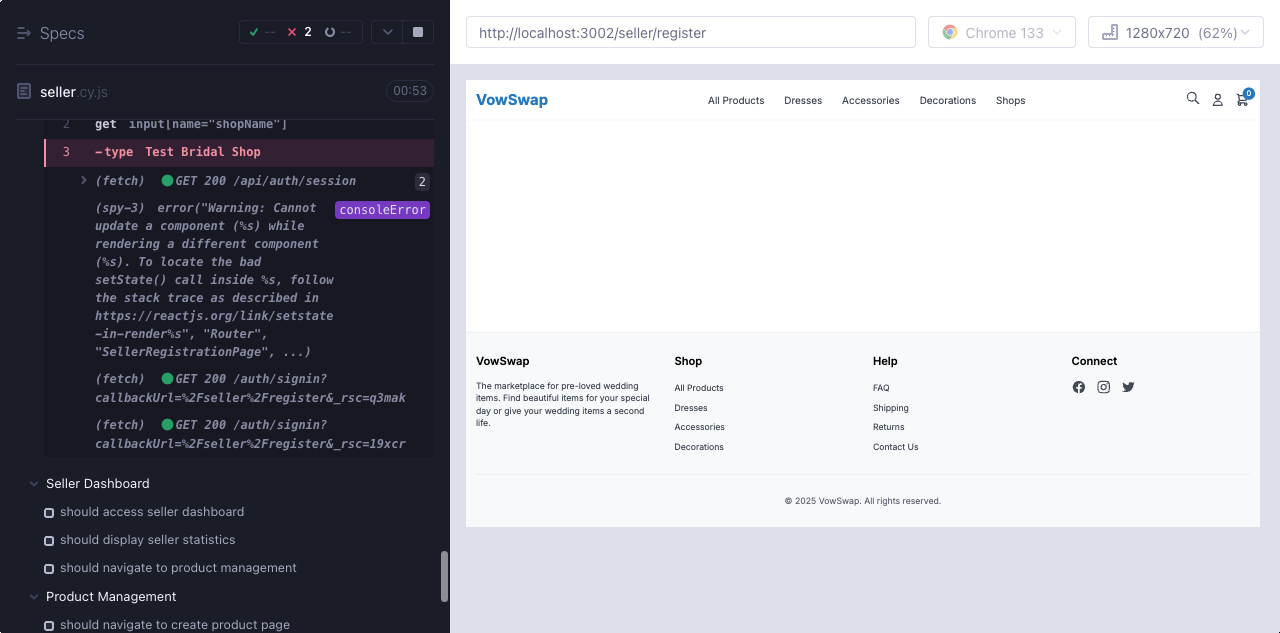 Specs
-- 2 --
seller.cy.js
00:53
2 get input[name="shopName"]
3 -type Test Bridal Shop
(fetch) GET 200 /api/auth/session 2
(spy-3) error("Warning: Cannot consoleError
update a component (%s) while
rendering a different component
(%s). To locate the bad
setState() call inside %s, follow
the stack trace as described in
https://reactjs.org/link/setstate
-in-render%s", "Router",
"SellerRegistrationPage", ...)
(fetch) GET 200 /auth/signin?
callbackUrl=%2Fseller%2Fregister&_rsc=q3mak
(fetch) GET 200 /auth/signin?
callbackUrl=%2Fseller%2Fregister&_rsc=19xcr
Seller Dashboard
should access seller dashboard
should display seller statistics
should navigate to product management
Product Management
should navigate to create product page
http://localhost:3002/seller/register
Chrome 133
1280x720 (62%)
VowSwap
All Products Dresses Accessories Decorations Shops
0
VowSwap
The marketplace for pre-loved wedding
items. Find beautiful items for your special
day or give your wedding items a second
life.
Shop
All Products
Dresses
Accessories
Decorations
Help
FAQ
Shipping
Returns
Contact Us
Connect
© 2025 VowSwap. All rights reserved.